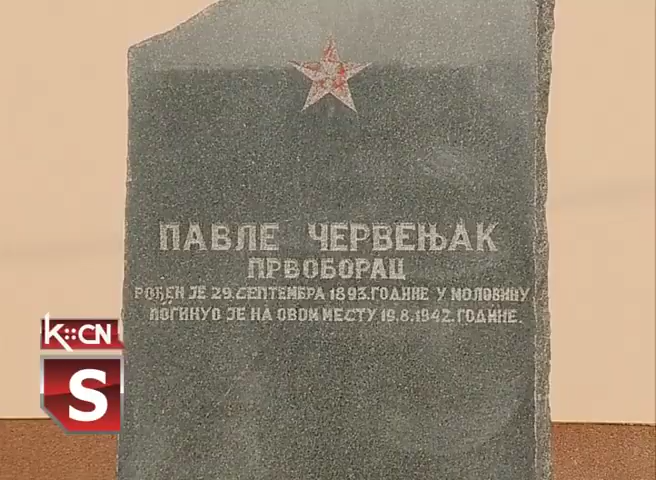 ПАВЛЕ ЧЕРВЕЊАК
ПРВОБОРАЦ
РОЂЕН ЈЕ 29.СЕПТЕМБРА 1893.ГОДИНЕ У МОЛОВИНУ,
ПОГИНУО ЈЕ НА ОВОМ МЕСТУ 19.8.1942.ГОДИНЕ.
K::CN
S